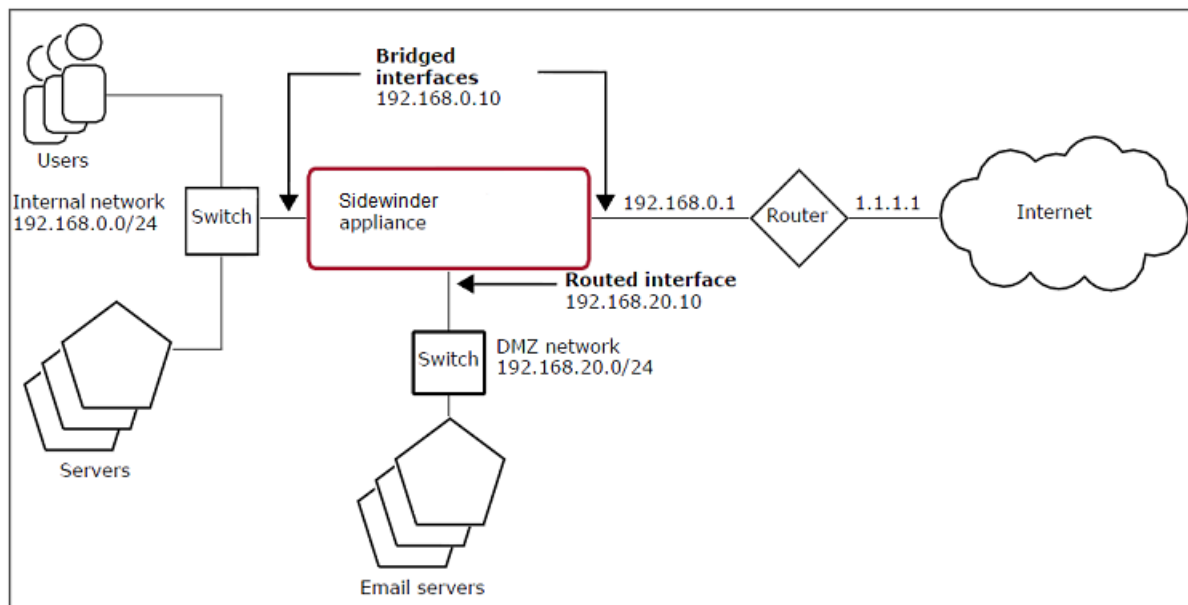 Bridged
interfaces
192.168.0.10
Users
Internal network
192.168.0.0/24
Switch
Sidewinder
appliance
192.168.0.1
Router
1.1.1.1
Internet
Routed interface
192.168.20.10
Switch
DMZ network
192.168.20.0/24
Servers
Email servers